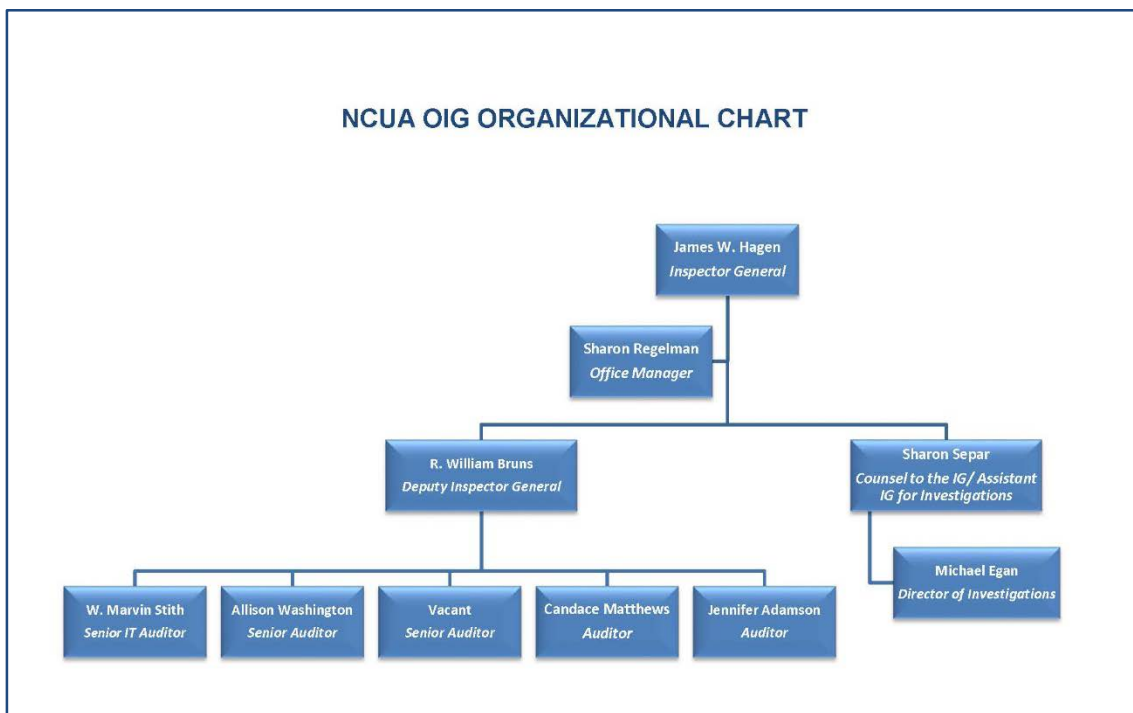 NCUA OIG ORGANIZATIONAL CHART
James W. Hagen
Inspector General
Sharon Regelman
Office Manager
R. William Bruns
Deputy Inspector General
Sharon Separ
Counsel to the IG/ Assistant
IG for Investigations
Michael Egan
Director of Investigations
W. Marvin Stith
Senior IT Auditor
Allison Washington
Senior Auditor
Vacant
Senior Auditor
Candace Matthews
Auditor
Jennifer Adamson
Auditor